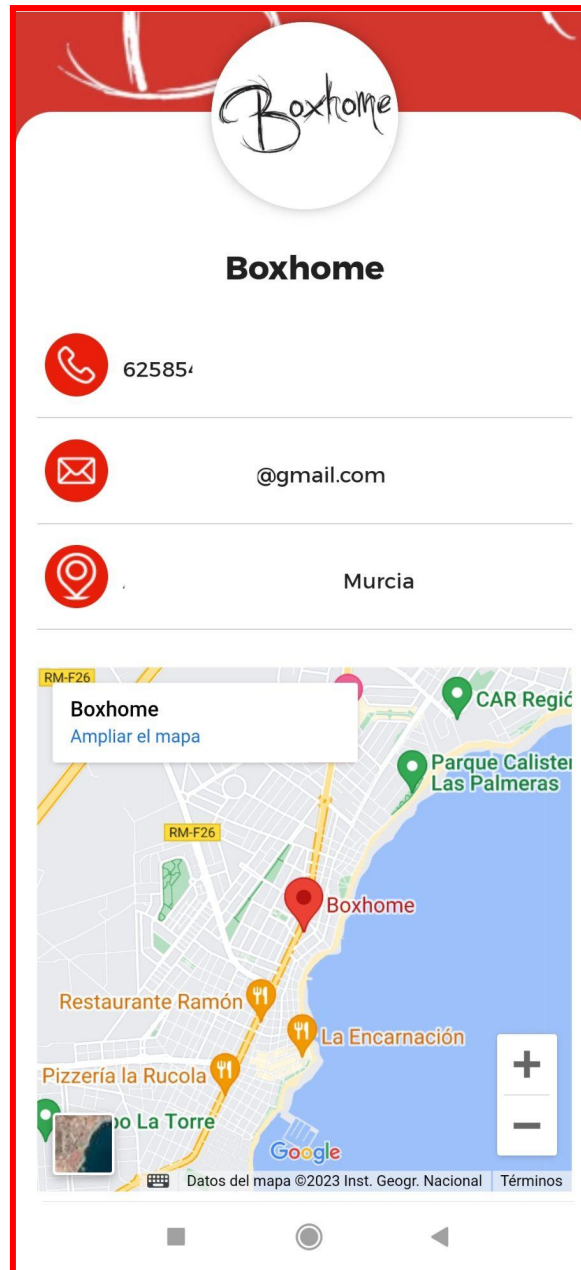 Boxhome
Boxhome
62585
@gmail.com
Murcia
RM-F26
Boxhome
Ampliar el mapa
CAR Regió
Parque Calister
Las Palmeras
RM-F26
Boxhome
Restaurante Ramón
La Encarnación
Pizzería la Rucola
po La Torre
+
−
Google
Datos del mapa ©2023 Inst. Geogr. Nacional
Términos